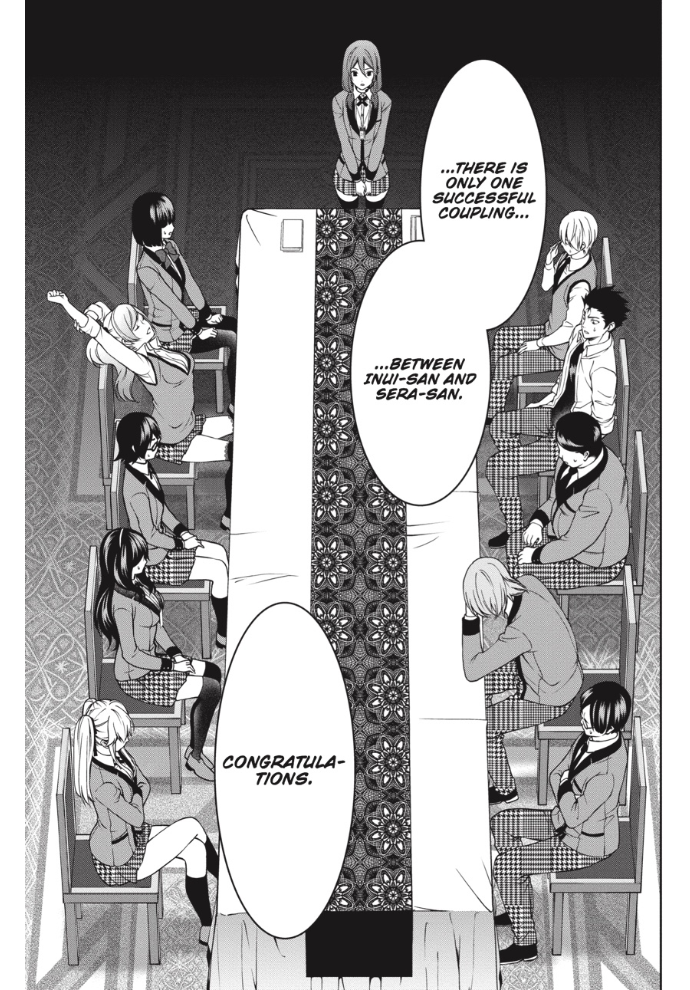 ...THERE IS
ONLY ONE
SUCCESSFUL
COUPLING...
...BETWEEN
INUI-SAN AND
SERA-SAN.
CONGRATULA-
TIONS.